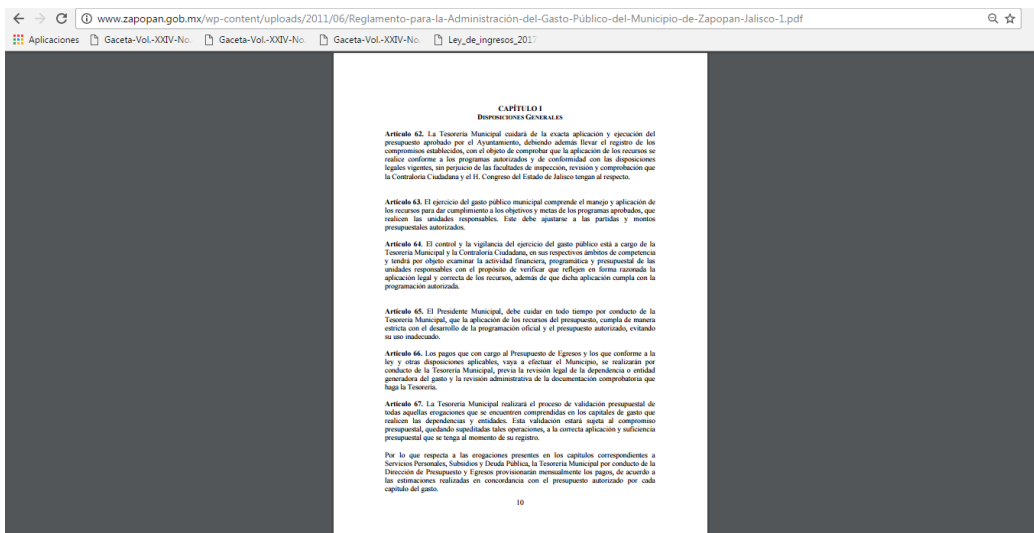 www.zapopan.gob.mx/wp-content/uploads/2011/06/Reglamento-para-la-Administración-del-Gasto-Público-del-Municipio-de-Zapopan-Jalisco-1.pdf
Aplicaciones Gaceta-Vol.-XXIV-No. Gaceta-Vol.-XXIV-No. Gaceta-Vol.-XXIV-No. Ley_de_ingresos_2017
CAPÍTULO I
DISPOSICIONES GENERALES
Artículo 62. La Tesorería Municipal cuidará de la exacta aplicación y ejecución del
presupuesto aprobado por el Ayuntamiento, debiendo además llevar el registro de los
compromisos establecidos, con el objeto de comprobar que la aplicación de los recursos se
realice conforme a los programas autorizados y de conformidad con las disposiciones
legales vigentes, sin perjuicio de las facultades de inspección, revisión y comprobación que
la Contraloría Ciudadana y el H. Congreso del Estado de Jalisco tengan al respecto.
Artículo 63. El ejercicio del gasto público municipal comprende el manejo y aplicación de
los recursos para dar cumplimiento a los objetivos y metas de los programas aprobados, que
realicen las unidades responsables. Este debe ajustarse a las partidas y montos
presupuestales autorizados.
Artículo 64. El control y la vigilancia del ejercicio del gasto público está a cargo de la
Tesorería Municipal y la Contraloría Ciudadana, en sus respectivos ámbitos de competencia
y tendrá por objeto examinar la actividad financiera, programática y presupuestal de las
unidades responsables con el propósito de verificar que reflejen en forma razonada la
aplicación legal y correcta de los recursos, además de que dicha aplicación cumpla con la
programación autorizada.
Artículo 65. El Presidente Municipal, debe cuidar en todo tiempo por conducto de la
Tesorería Municipal, que la aplicación de los recursos del presupuesto, cumpla de manera
estricta con el desarrollo de la programación oficial y el presupuesto autorizado, evitando
su uso inadecuado.
Artículo 66. Los pagos que con cargo al Presupuesto de Egresos y los que conforme a la
ley y otras disposiciones aplicables, vaya a efectuar el Municipio, se realizarán por
conducto de la Tesorería Municipal, previa la revisión legal de la dependencia o entidad
generadora del gasto y la revisión administrativa de la documentación comprobatoria que
haga la Tesorería.
Artículo 67. La Tesorería Municipal realizará el proceso de validación presupuestal de
todas aquellas erogaciones que se encuentren comprendidas en los capitales de gasto que
realicen las dependencias y entidades. Esta validación estará sujeta al compromiso
presupuestal, quedando supeditadas tales operaciones, a la correcta aplicación y suficiencia
presupuestal que se tenga al momento de su registro.
Por lo que respecta a las erogaciones presentes en los capítulos correspondientes a
Servicios Personales, Subsidios y Deuda Pública, la Tesorería Municipal por conducto de la
Dirección de Presupuesto y Egresos provisionarán mensualmente los pagos, de acuerdo a
las estimaciones realizadas en concordancia con el presupuesto autorizado por cada
capítulo del gasto.
10